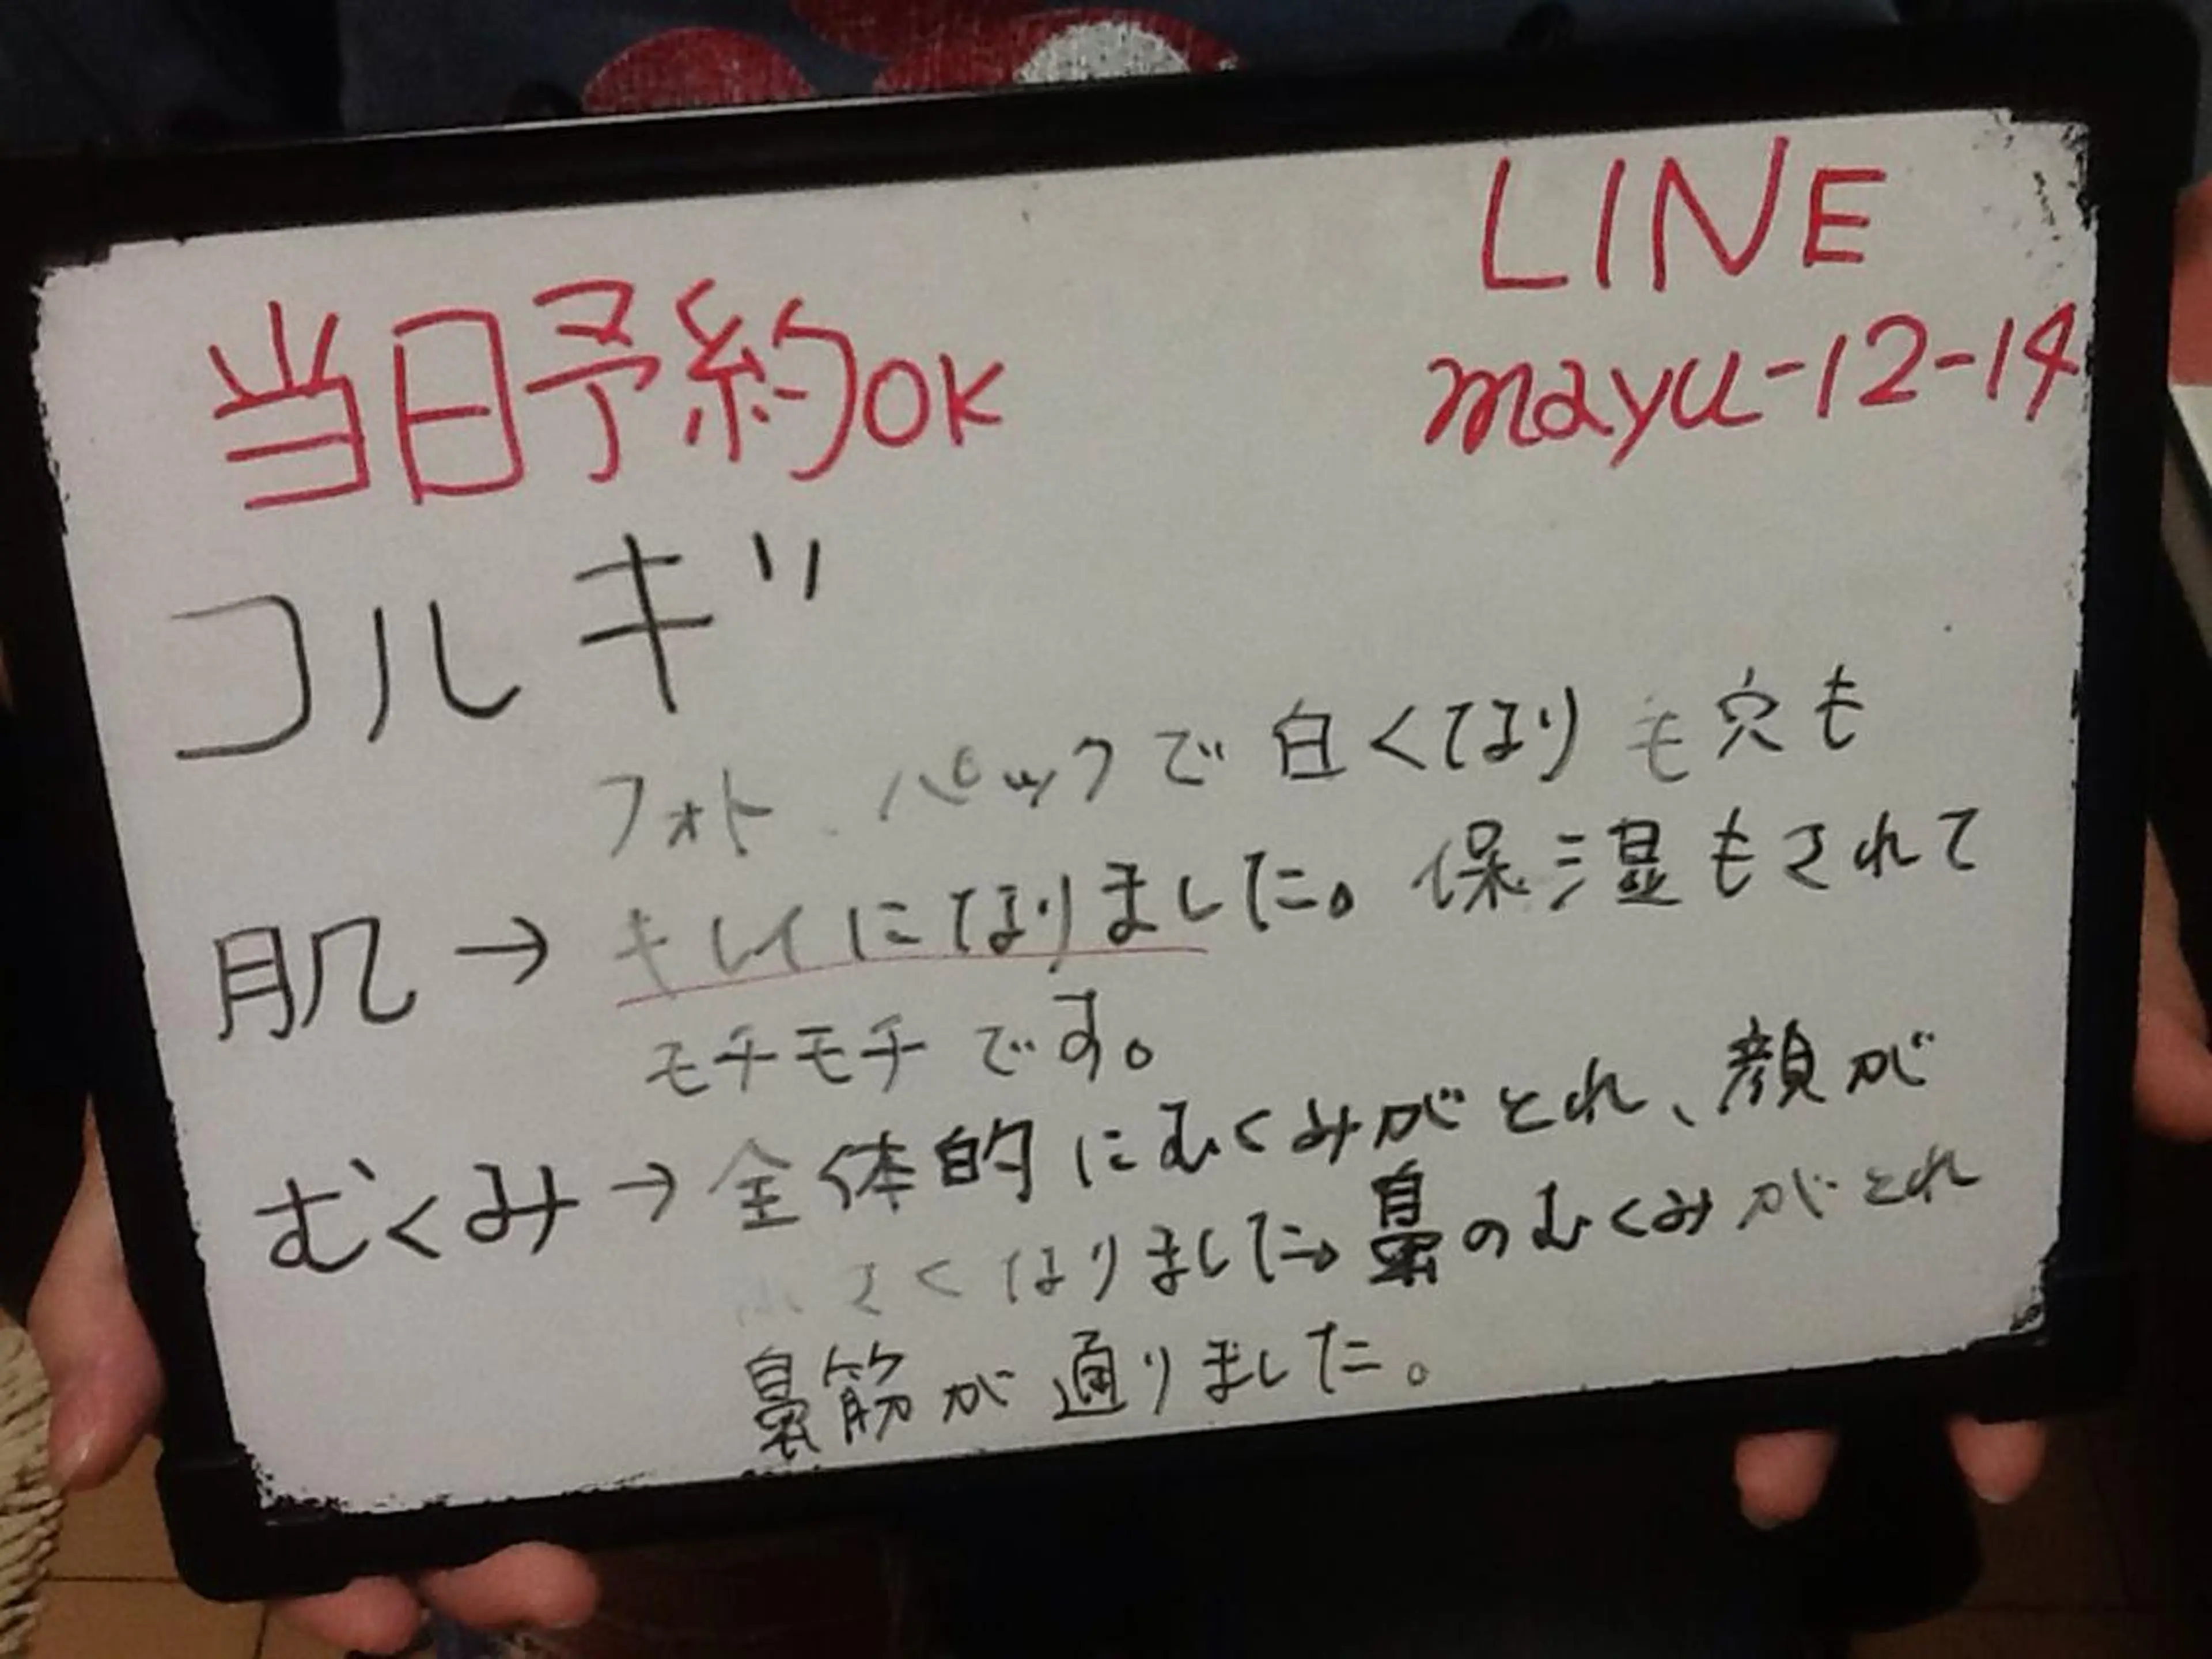 LINE
当日予約OK
mayu-12-14
コルギ
フォト、パックで白くなりも穴も
肌→キレイになりました。保湿もされて
モチモチです。
むくみ→全体的にむくみがとれ、顔が
さくなりました。鼻のむくみがとれ
鼻筋が通りました。